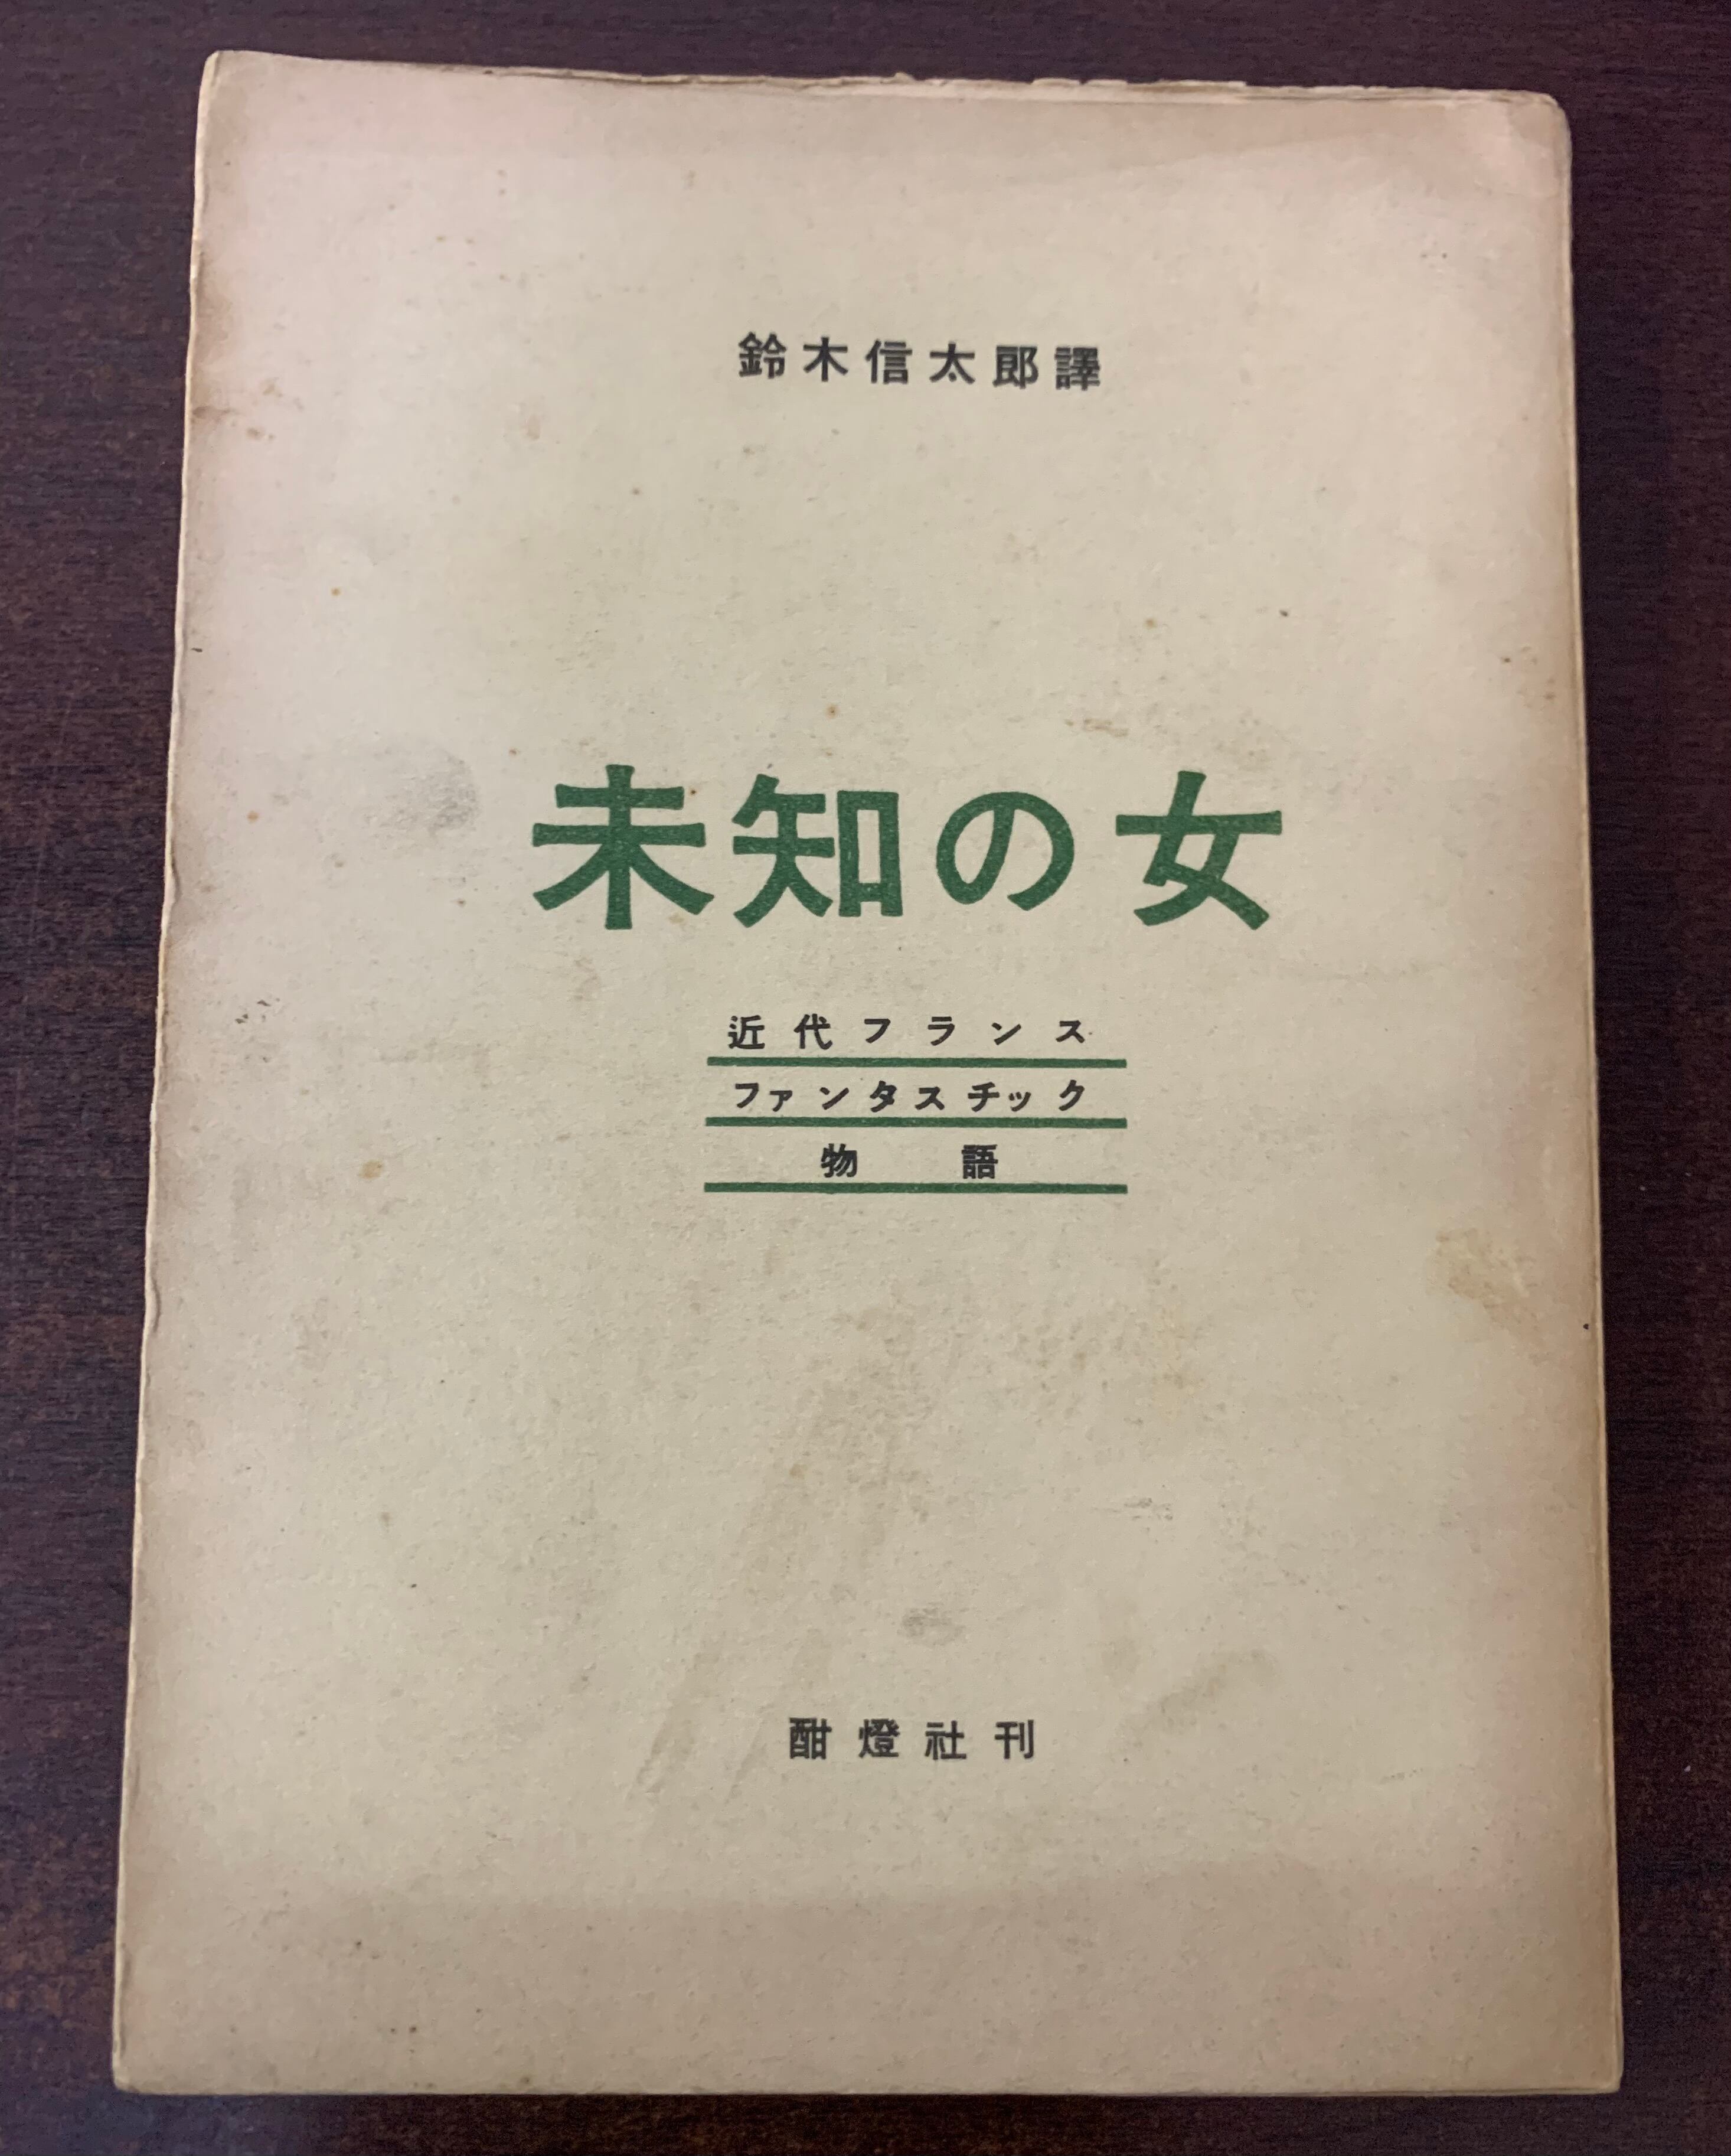 鈴木信太郎譯
未知の女
近代フランス
ファンタスチック
物語
酣燈社刊